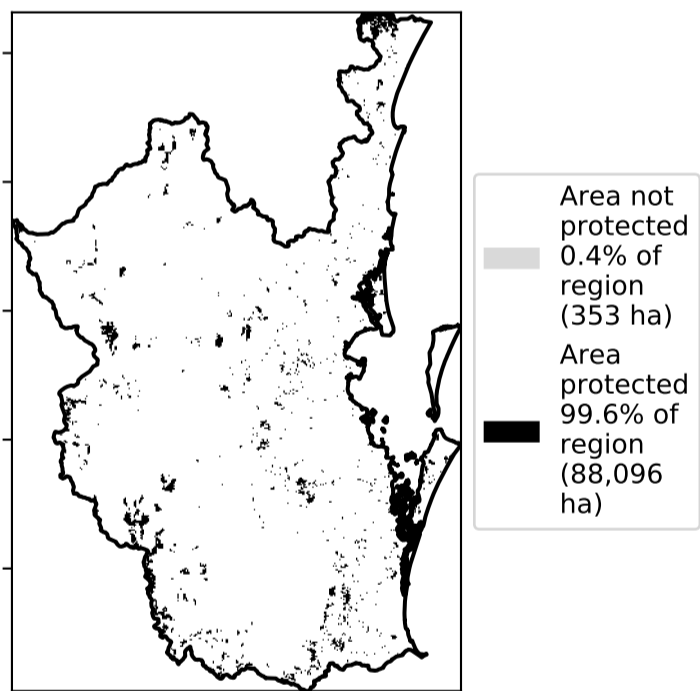 Area not
protected
0.4% of
region
(353 ha)
Area
protected
99.6% of
region
(88,096
ha)